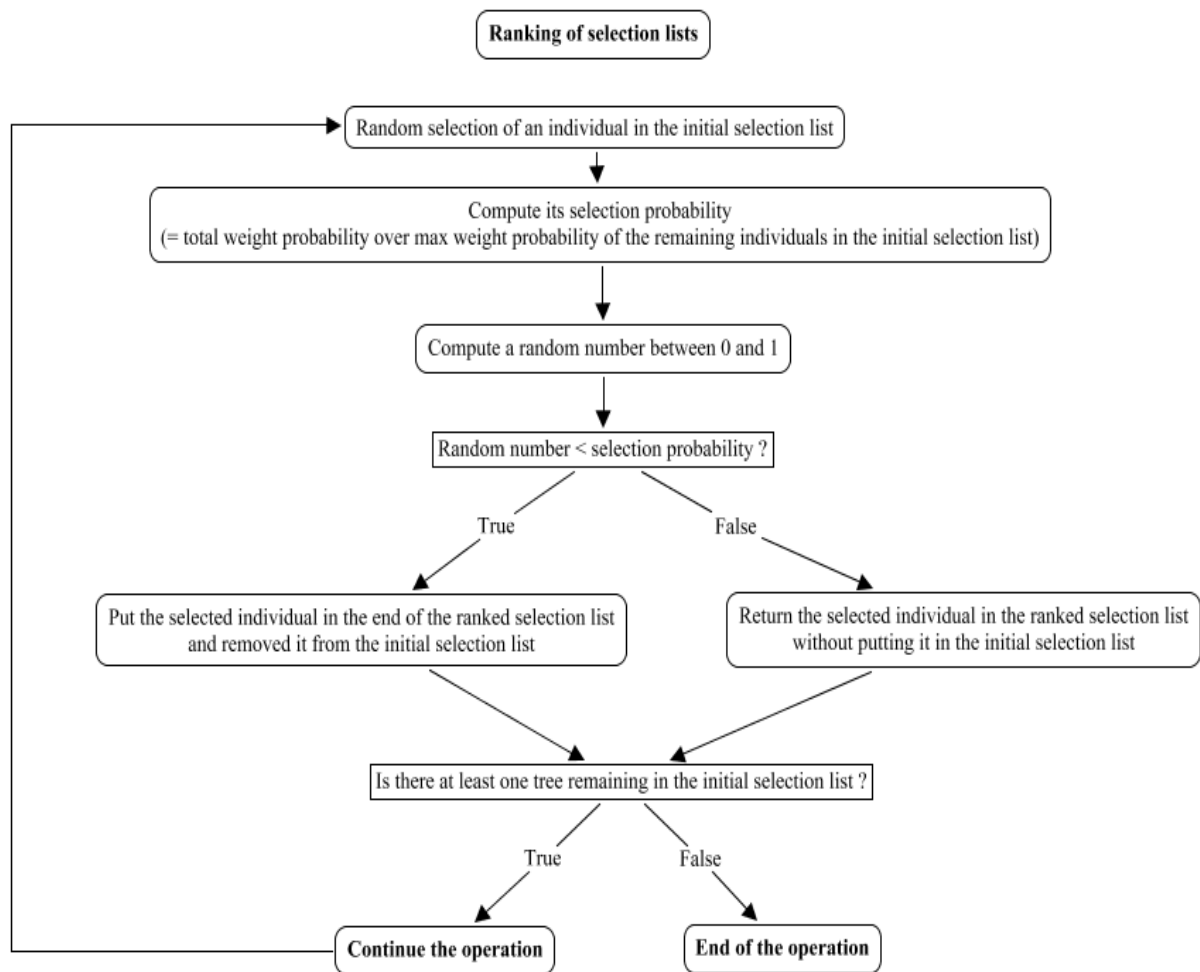 Ranking of selection lists
Random selection of an individual in the initial selection list
Compute its selection probability
(= total weight probability over max weight probability of the remaining individuals in the initial selection list)
Compute a random number between 0 and 1
Random number < selection probability ?
True
False
Put the selected individual in the end of the ranked selection list
and removed it from the initial selection list
Return the selected individual in the ranked selection list
without putting it in the initial selection list
Is there at least one tree remaining in the initial selection list ?
True
False
Continue the operation
End of the operation